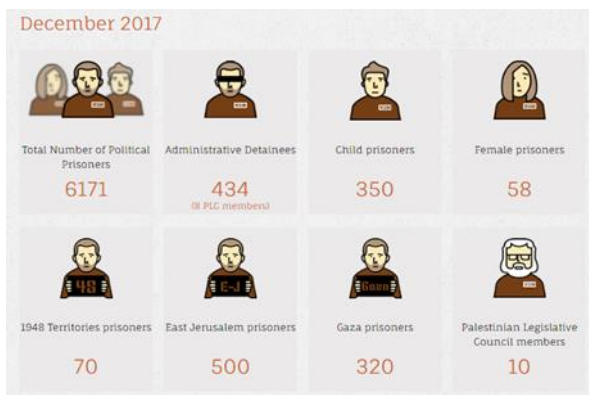 December 2017
Total Number of Political
Prisoners
6171
Administrative Detainees
434
(8 PLC members)
Child prisoners
350
Female prisoners
58
48
1948 Territories prisoners
70
E-J
East Jerusalem prisoners
500
Gaza
Gaza prisoners
320
Palestinian Legislative
Council members
10